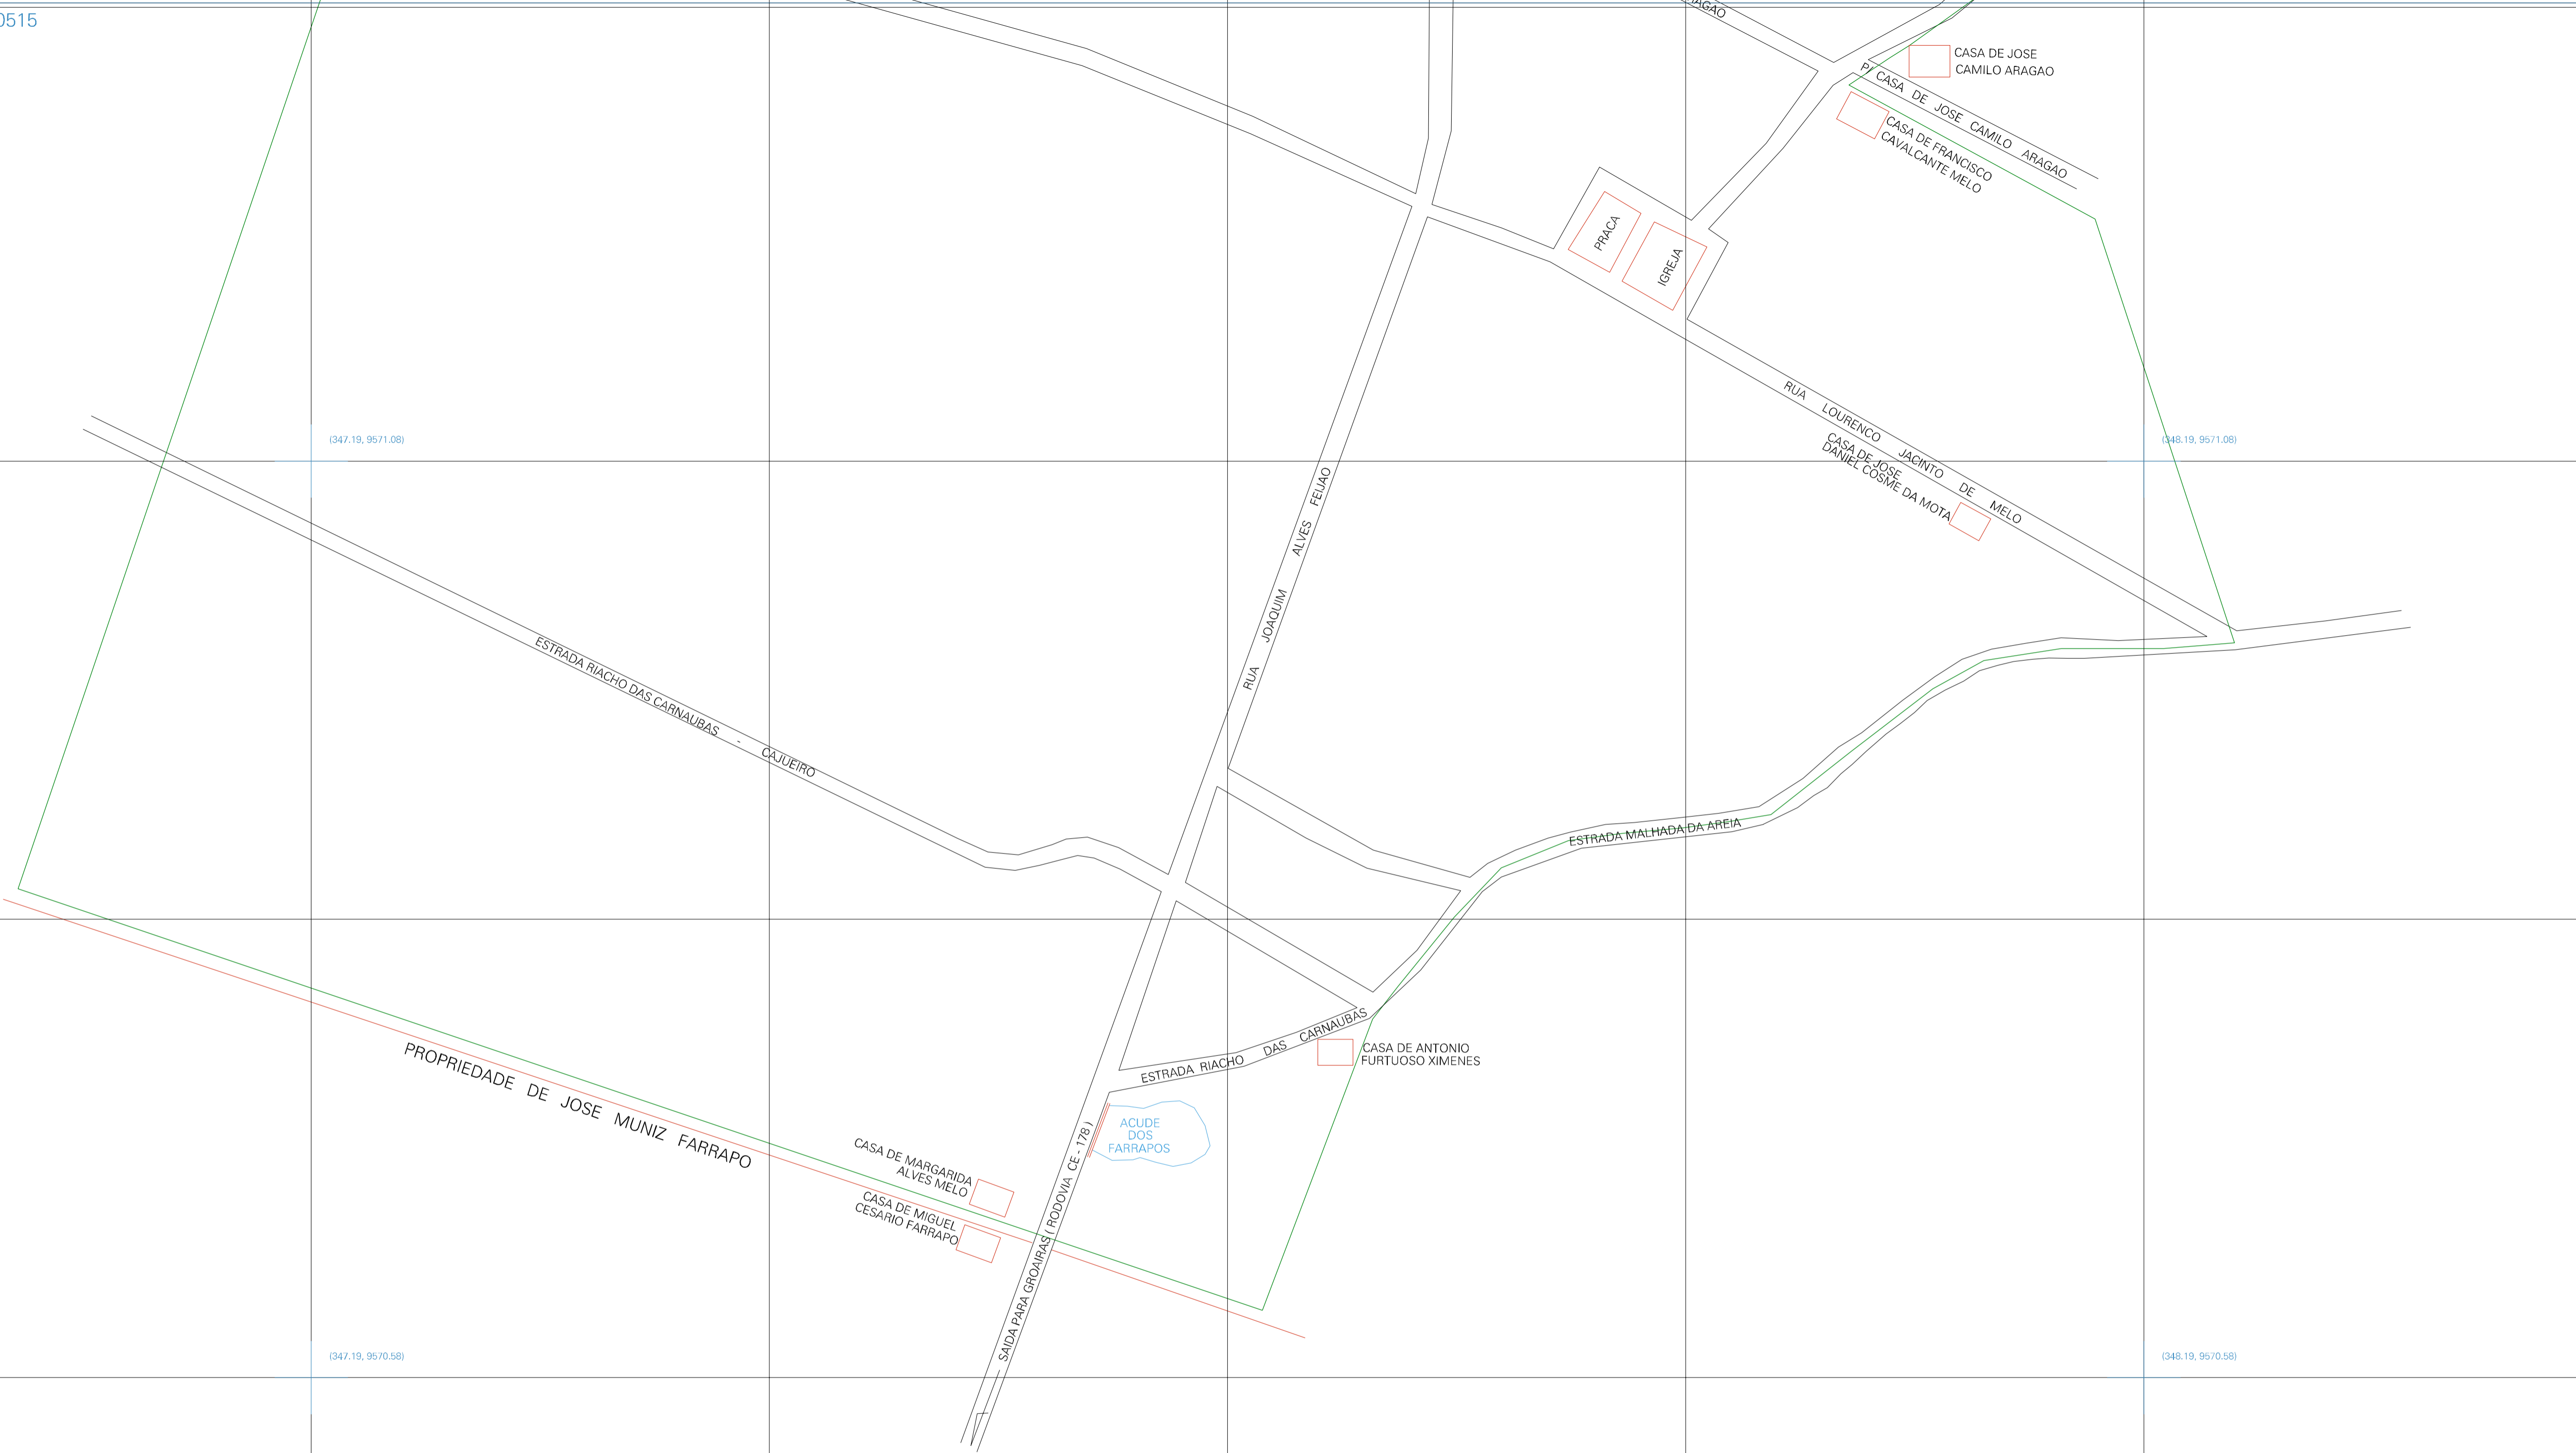 0515
RAGAO
CASA DE JOSE
CAMILO ARAGAO
P/ CASA DE JOSE CAMILO ARAGAO
CASA DE FRANCISCO
CAVALCANTE MELO
PRACA
IGREJA
RUA LOURENCO JACINTO DE MELO
(347.19, 9571.08)
(348.19, 9571.08)
CASA DE JOSE
DANIEL COSME DA MOTA
RUA JOAQUIM ALVES FEIJAO
ESTRADA RIACHO DAS CARNAUBAS - CAJUEIRO
ESTRADA MALHADA DA AREIA
ESTRADA RIACHO DAS CARNAUBAS
CASA DE ANTONIO
FURTUOSO XIMENES
PROPRIEDADE DE JOSE MUNIZ FARRAPO
ACUDE
DOS
FARRAPOS
CASA DE MARGARIDA
ALVES MELO
CASA DE MIGUEL
CESARIO FARRAPO
SAIDA PARA GROAIRAS ( RODOVIA CE - 178 )
(347.19, 9570.58)
(348.19, 9570.58)